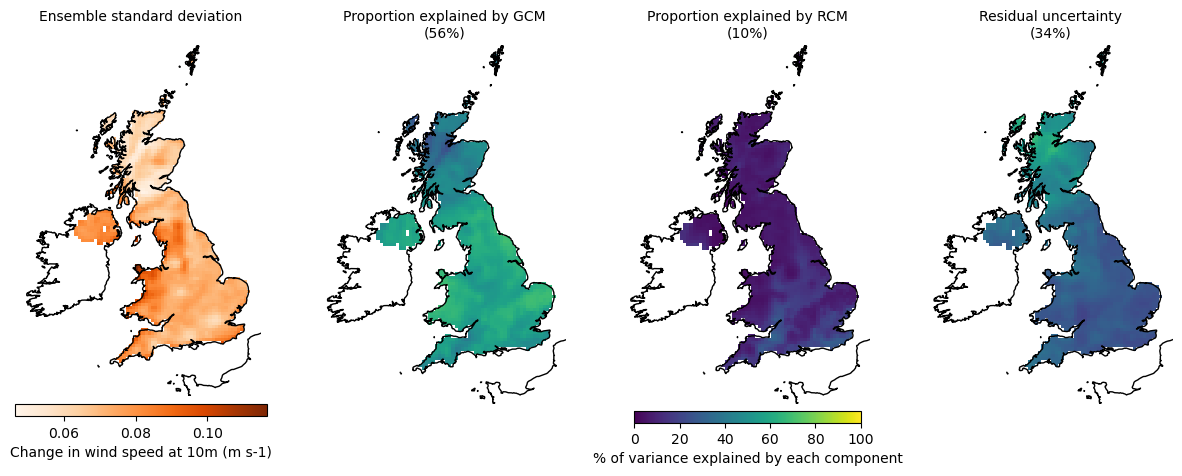 Ensemble standard deviation
Proportion explained by GCM
(56%)
Proportion explained by RCM
(10%)
Residual uncertainty
(34%)
0.06 0.08 0.10
Change in wind speed at 10m (m s-1)
0 20 40 60 80 100
% of variance explained by each component